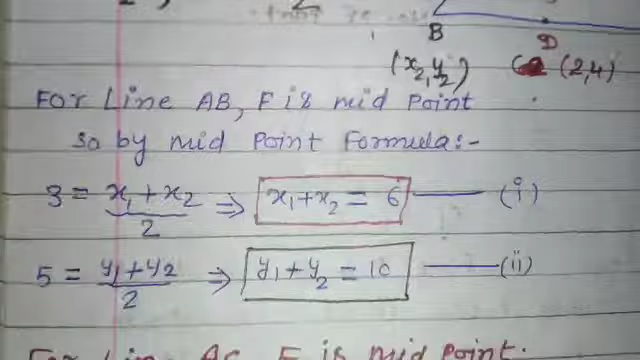 2
B
D
(x₂, y₂) (2,4)
For Line AB, F is mid Point
So by mid Point Formula:-
3 = x₁ + x₂ / 2 ⇒ x₁ + x₂ = 6 —— (i)
5 = y₁ + y₂ / 2 ⇒ y₁ + y₂ = 10 —— (ii)
For Line AC, E is mid Point.